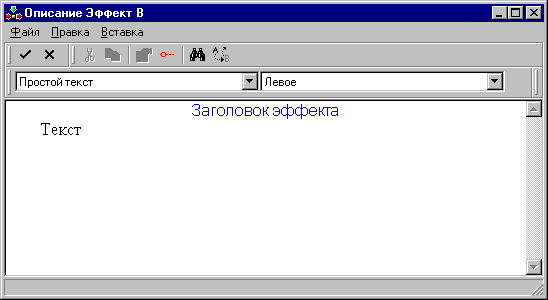 Описание Эффект B
Файл Правка Вставка
Простой текст Левое
Заголовок эффекта
Текст